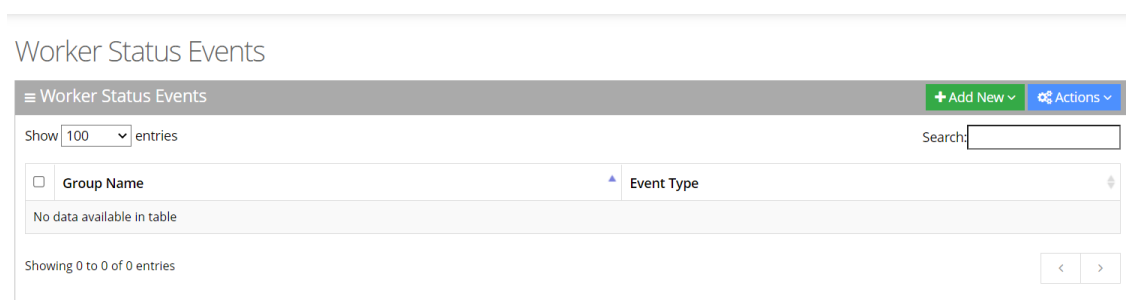 Worker Status Events
Worker Status Events
Add New
Actions
Show 100 entries
Search:
Group Name
Event Type
No data available in table
Showing 0 to 0 of 0 entries